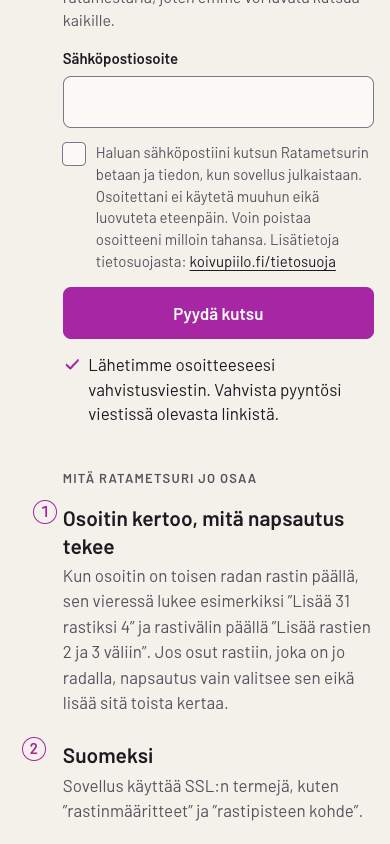 kaikille.
Sähköpostiosoite
Haluan sähköpostiini kutsun Ratametsurin
betaan ja tiedon, kun sovellus julkaistaan.
Osoitettani ei käytetä muuhun eikä
luovuteta eteenpäin. Voin poistaa
osoitteeni milloin tahansa. Lisätietoja
tietosuojasta: koivupiilo.fi/tietosuoja
Pyydä kutsu
Lähetimme osoitteeseesi
vahvistusviestin. Vahvista pyyntösi
viestissä olevasta linkistä.
MITÄ RATAMETSURI JO OSAA
1 Osoitin kertoo, mitä napsautus
tekee
Kun osoitin on toisen radan rastin päällä,
sen vieressä lukee esimerkiksi ”Lisää 31
rastiksi 4” ja rastivälin päällä ”Lisää rastien
2 ja 3 väliin”. Jos osut rastiin, joka on jo
radalla, napsautus vain valitsee sen eikä
lisää sitä toista kertaa.
2 Suomeksi
Sovellus käyttää SSL:n termejä, kuten
”rastinmääritteet” ja ”rastipisteen kohde”.